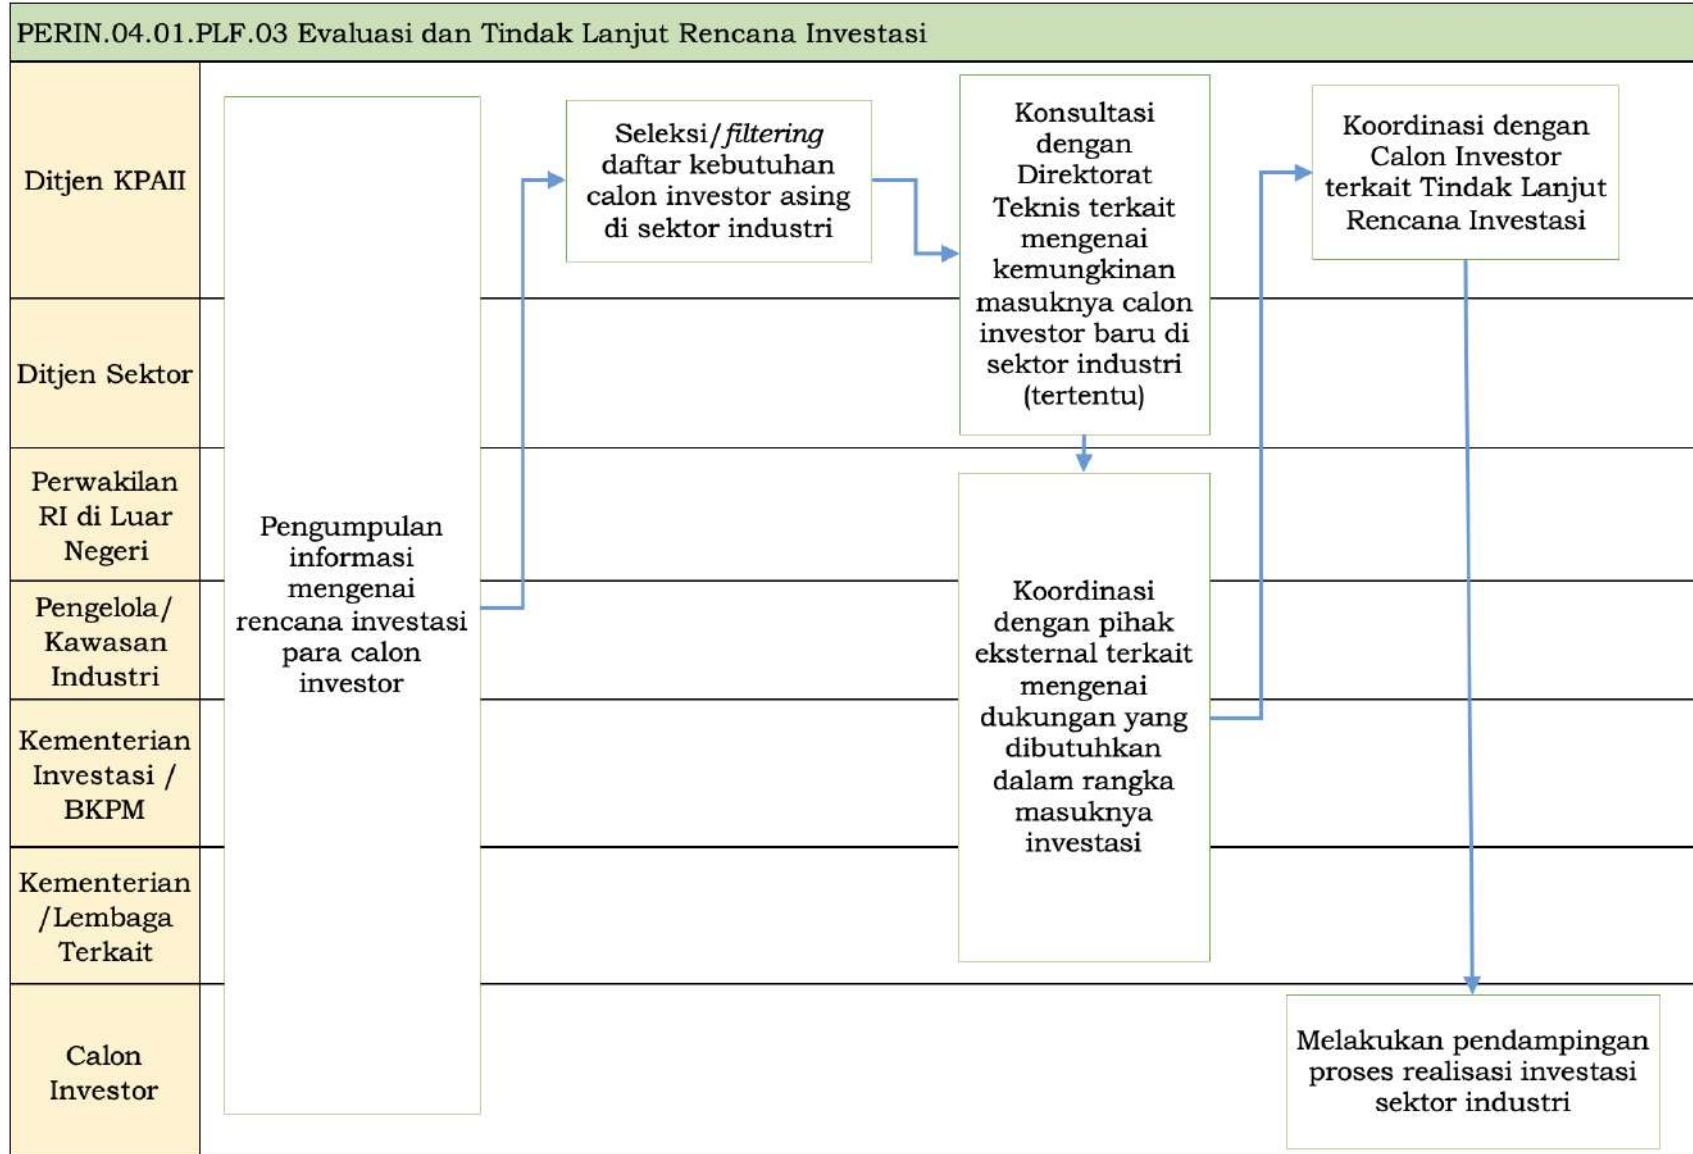 PERIN.04.01.PLF.03 Evaluasi dan Tindak Lanjut Rencana Investasi
Ditjen KPAII
Ditjen Sektor
Perwakilan
RI di Luar
Negeri
Pengelola/
Kawasan
Industri
Kementerian
Investasi /
BKPM
Kementerian
/Lembaga
Terkait
Calon
Investor
Pengumpulan
informasi
mengenai
rencana investasi
para calon
investor
Seleksi/filtering
daftar kebutuhan
calon investor asing
di sektor industri
Konsultasi
dengan
Direktorat
Teknis terkait
mengenai
kemungkinan
masuknya calon
investor baru di
sektor industri
(tertentu)
Koordinasi
dengan pihak
eksternal terkait
mengenai
dukungan yang
dibutuhkan
dalam rangka
masuknya
investasi
Koordinasi dengan
Calon Investor
terkait Tindak Lanjut
Rencana Investasi
Melakukan pendampingan
proses realisasi investasi
sektor industri